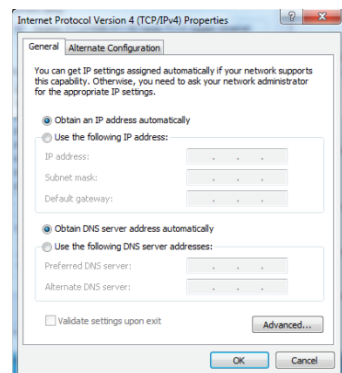 Internet Protocol Version 4 (TCP/IPv4) Properties
General
Alternate Configuration
You can get IP settings assigned automatically if your network supports
this capability. Otherwise, you need to ask your network administrator
for the appropriate IP settings.
Obtain an IP address automatically
Use the following IP address:
IP address:
Subnet mask:
Default gateway:
Obtain DNS server address automatically
Use the following DNS server addresses:
Preferred DNS server:
Alternate DNS server:
Validate settings upon exit
Advanced...
OK
Cancel